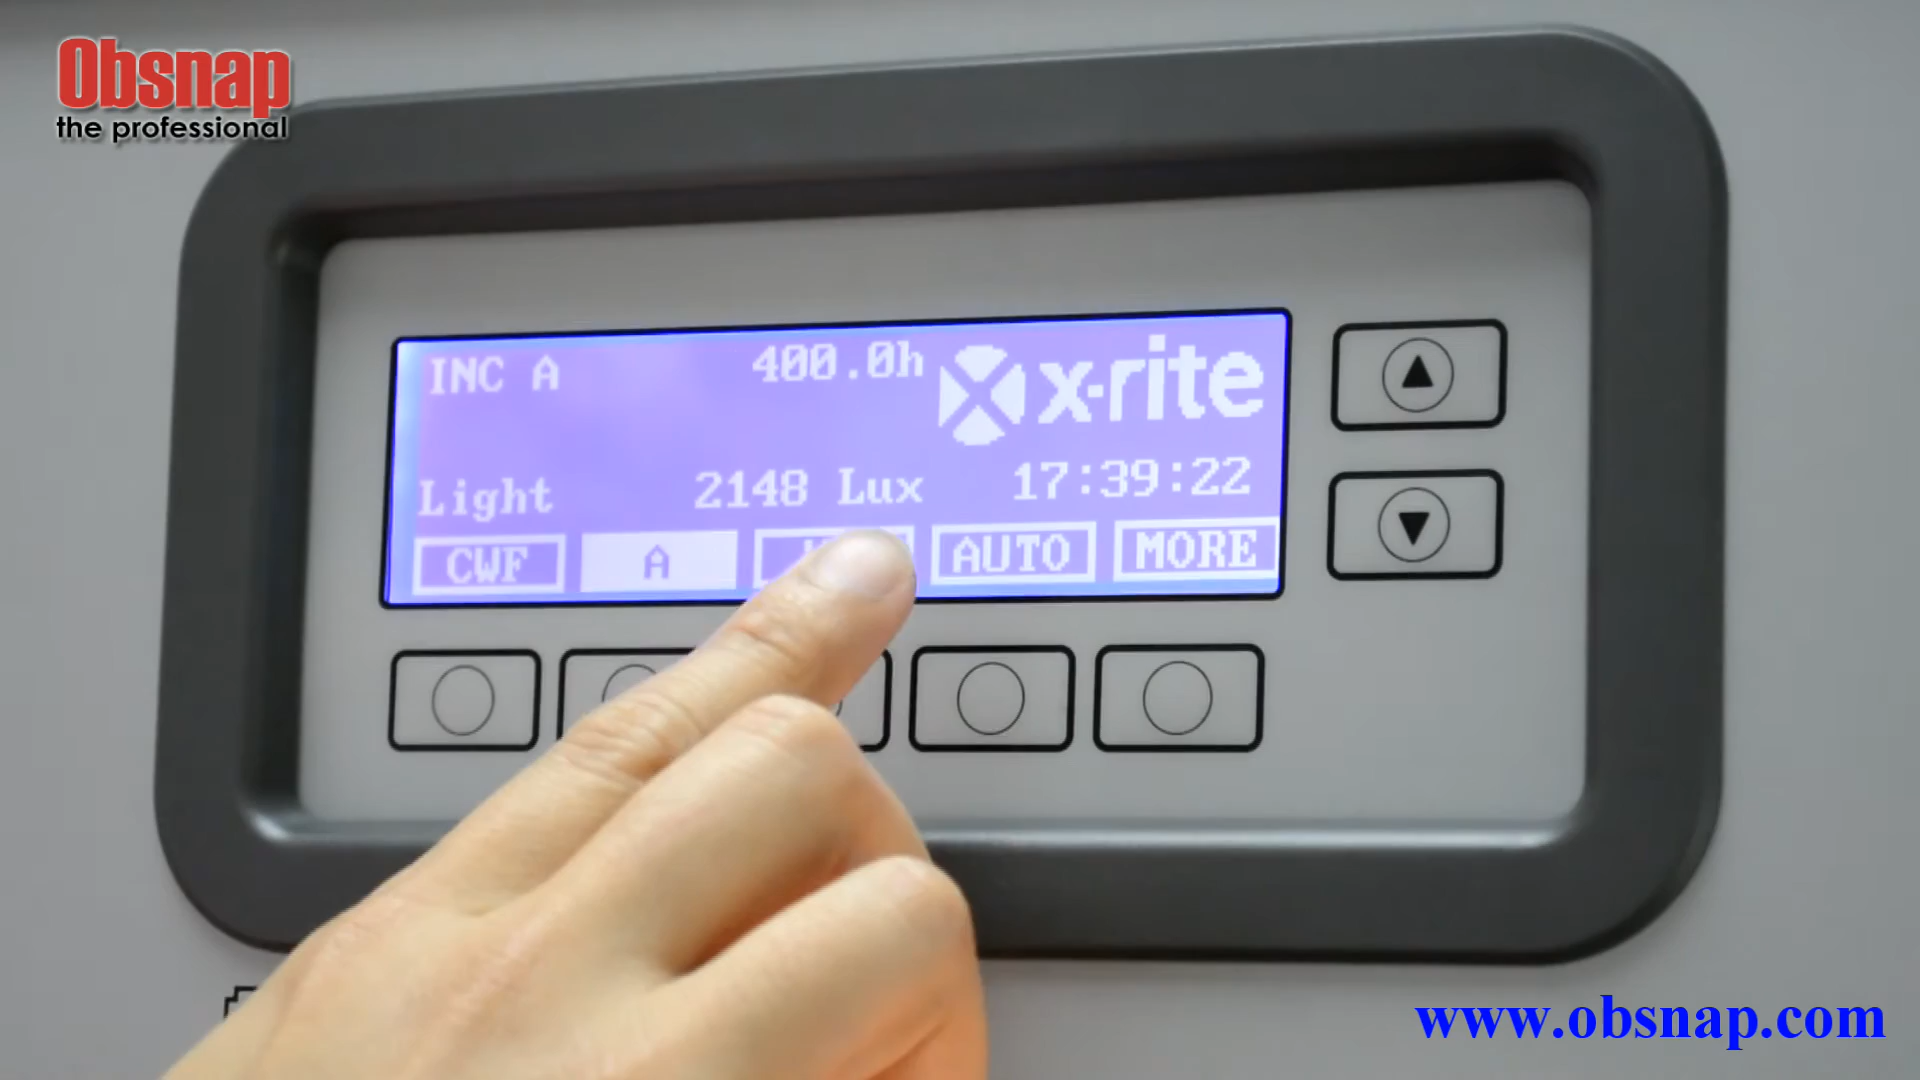 Obsnap
the professional
INC A 400.0h x·rite
Light 2148 Lux 17:39:22
CWF A AUTO MORE
www.obsnap.com